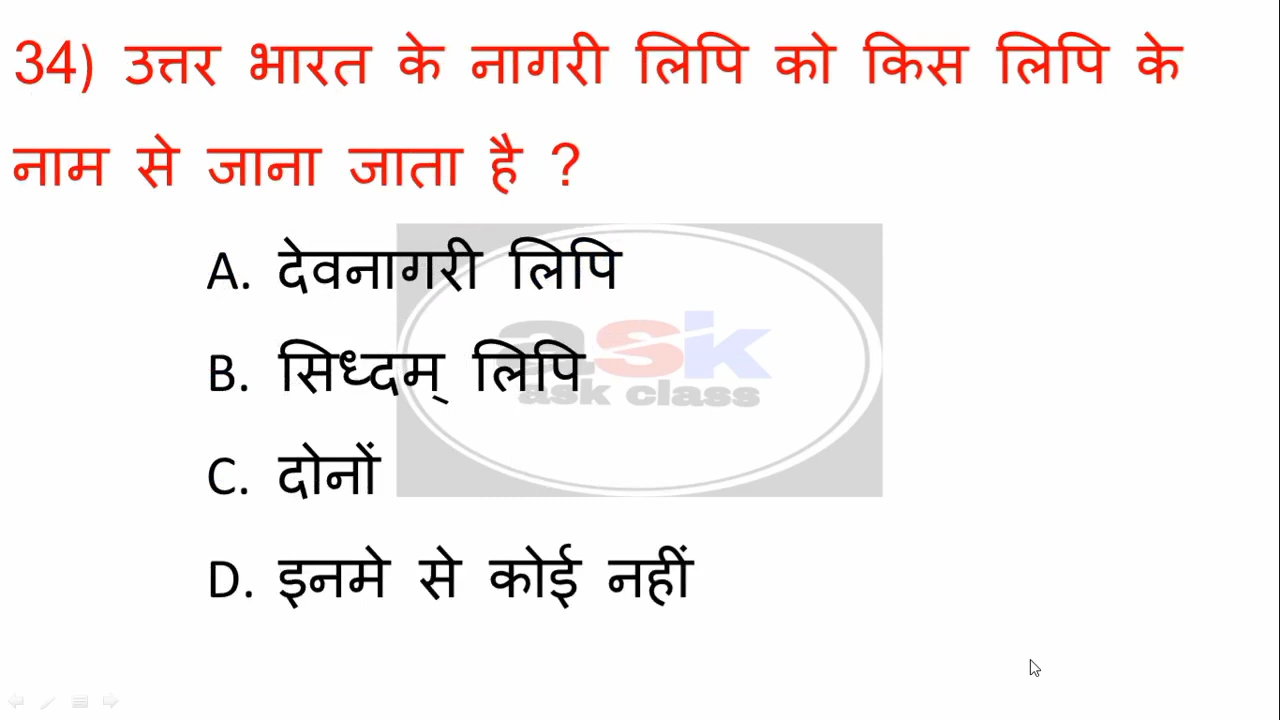 34) उत्तर भारत के नागरी लिपि को किस लिपि के
नाम से जाना जाता है ?
A. देवनागरी लिपि
B. सिध्दम् लिपि
C. दोनों
D. इनमे से कोई नहीं
ask
ask class